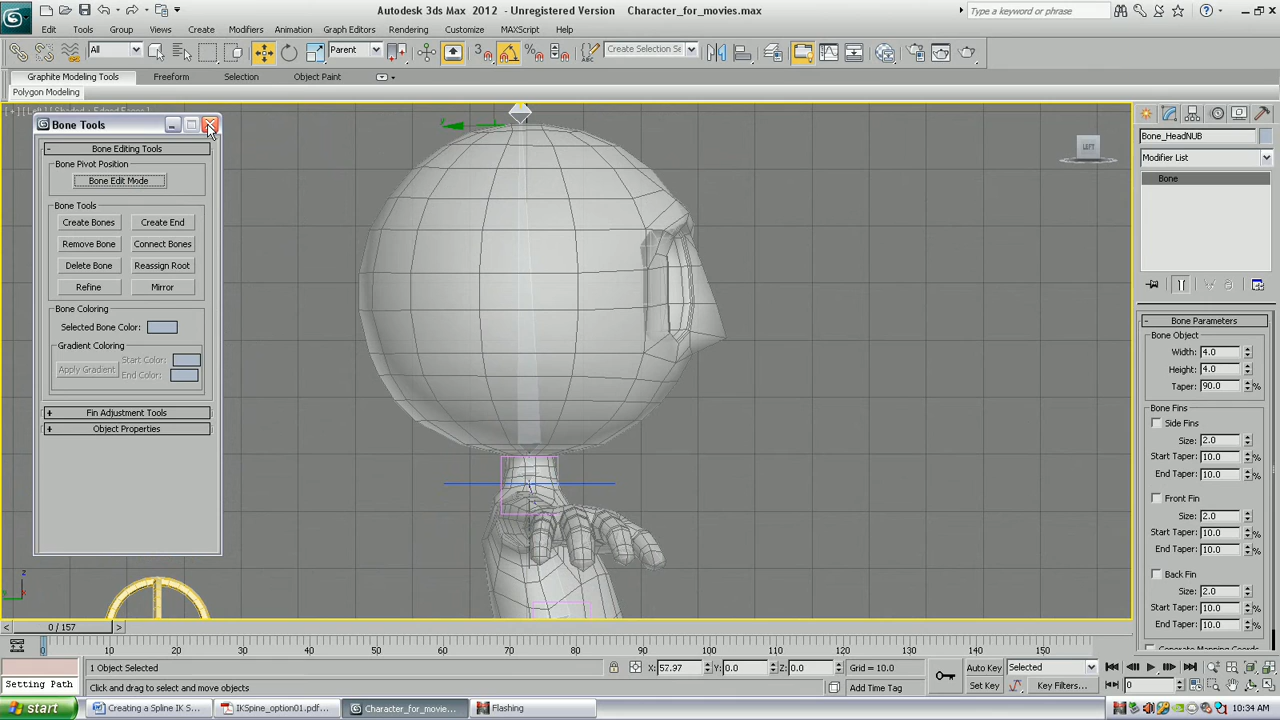 Autodesk 3ds Max 2012 - Unregistered Version Character_for_movies.max
Type a keyword or phrase
Edit Tools Group Views Create Modifiers Animation Graph Editors Rendering Customize MAXScript Help
All Parent 3 Create Selection Se
Graphite Modeling Tools Freeform Selection Object Paint
Polygon Modeling
Bone Tools
- Bone Editing Tools
Bone Pivot Position
Bone Edit Mode
Bone Tools
Create Bones Create End
Remove Bone Connect Bones
Delete Bone Reassign Root
Refine Mirror
Bone Coloring
Selected Bone Color:
Gradient Coloring
Apply Gradient Start Color:
End Color:
+ Fin Adjustment Tools
+ Object Properties
y
LEFT
z
x
Bone_HeadNUB
Modifier List
Bone
- Bone Parameters
Bone Object
Width: 4.0
Height: 4.0
Taper: 90.0 %
Bone Fins
Side Fins
Size: 2.0
Start Taper: 10.0 %
End Taper: 10.0 %
Front Fin
Size: 2.0
Start Taper: 10.0 %
End Taper: 10.0 %
Back Fin
Size: 2.0
Start Taper: 10.0 %
End Taper: 10.0 %
Generate Mapping Coords.
< 0 / 157 >
0 10 20 30 40 50 60 70 80 90 100 110 120 130 140 150
1 Object Selected X: 57.97 Y: 0.0 Z: 0.0 Grid = 10.0 Auto Key Selected
Setting Path Click and drag to select and move objects Add Time Tag Set Key Key Filters... 0
start Creating a Spline IK S... IKSpine_option01.pdf... Character_for_movie... Flashing 10:34 AM